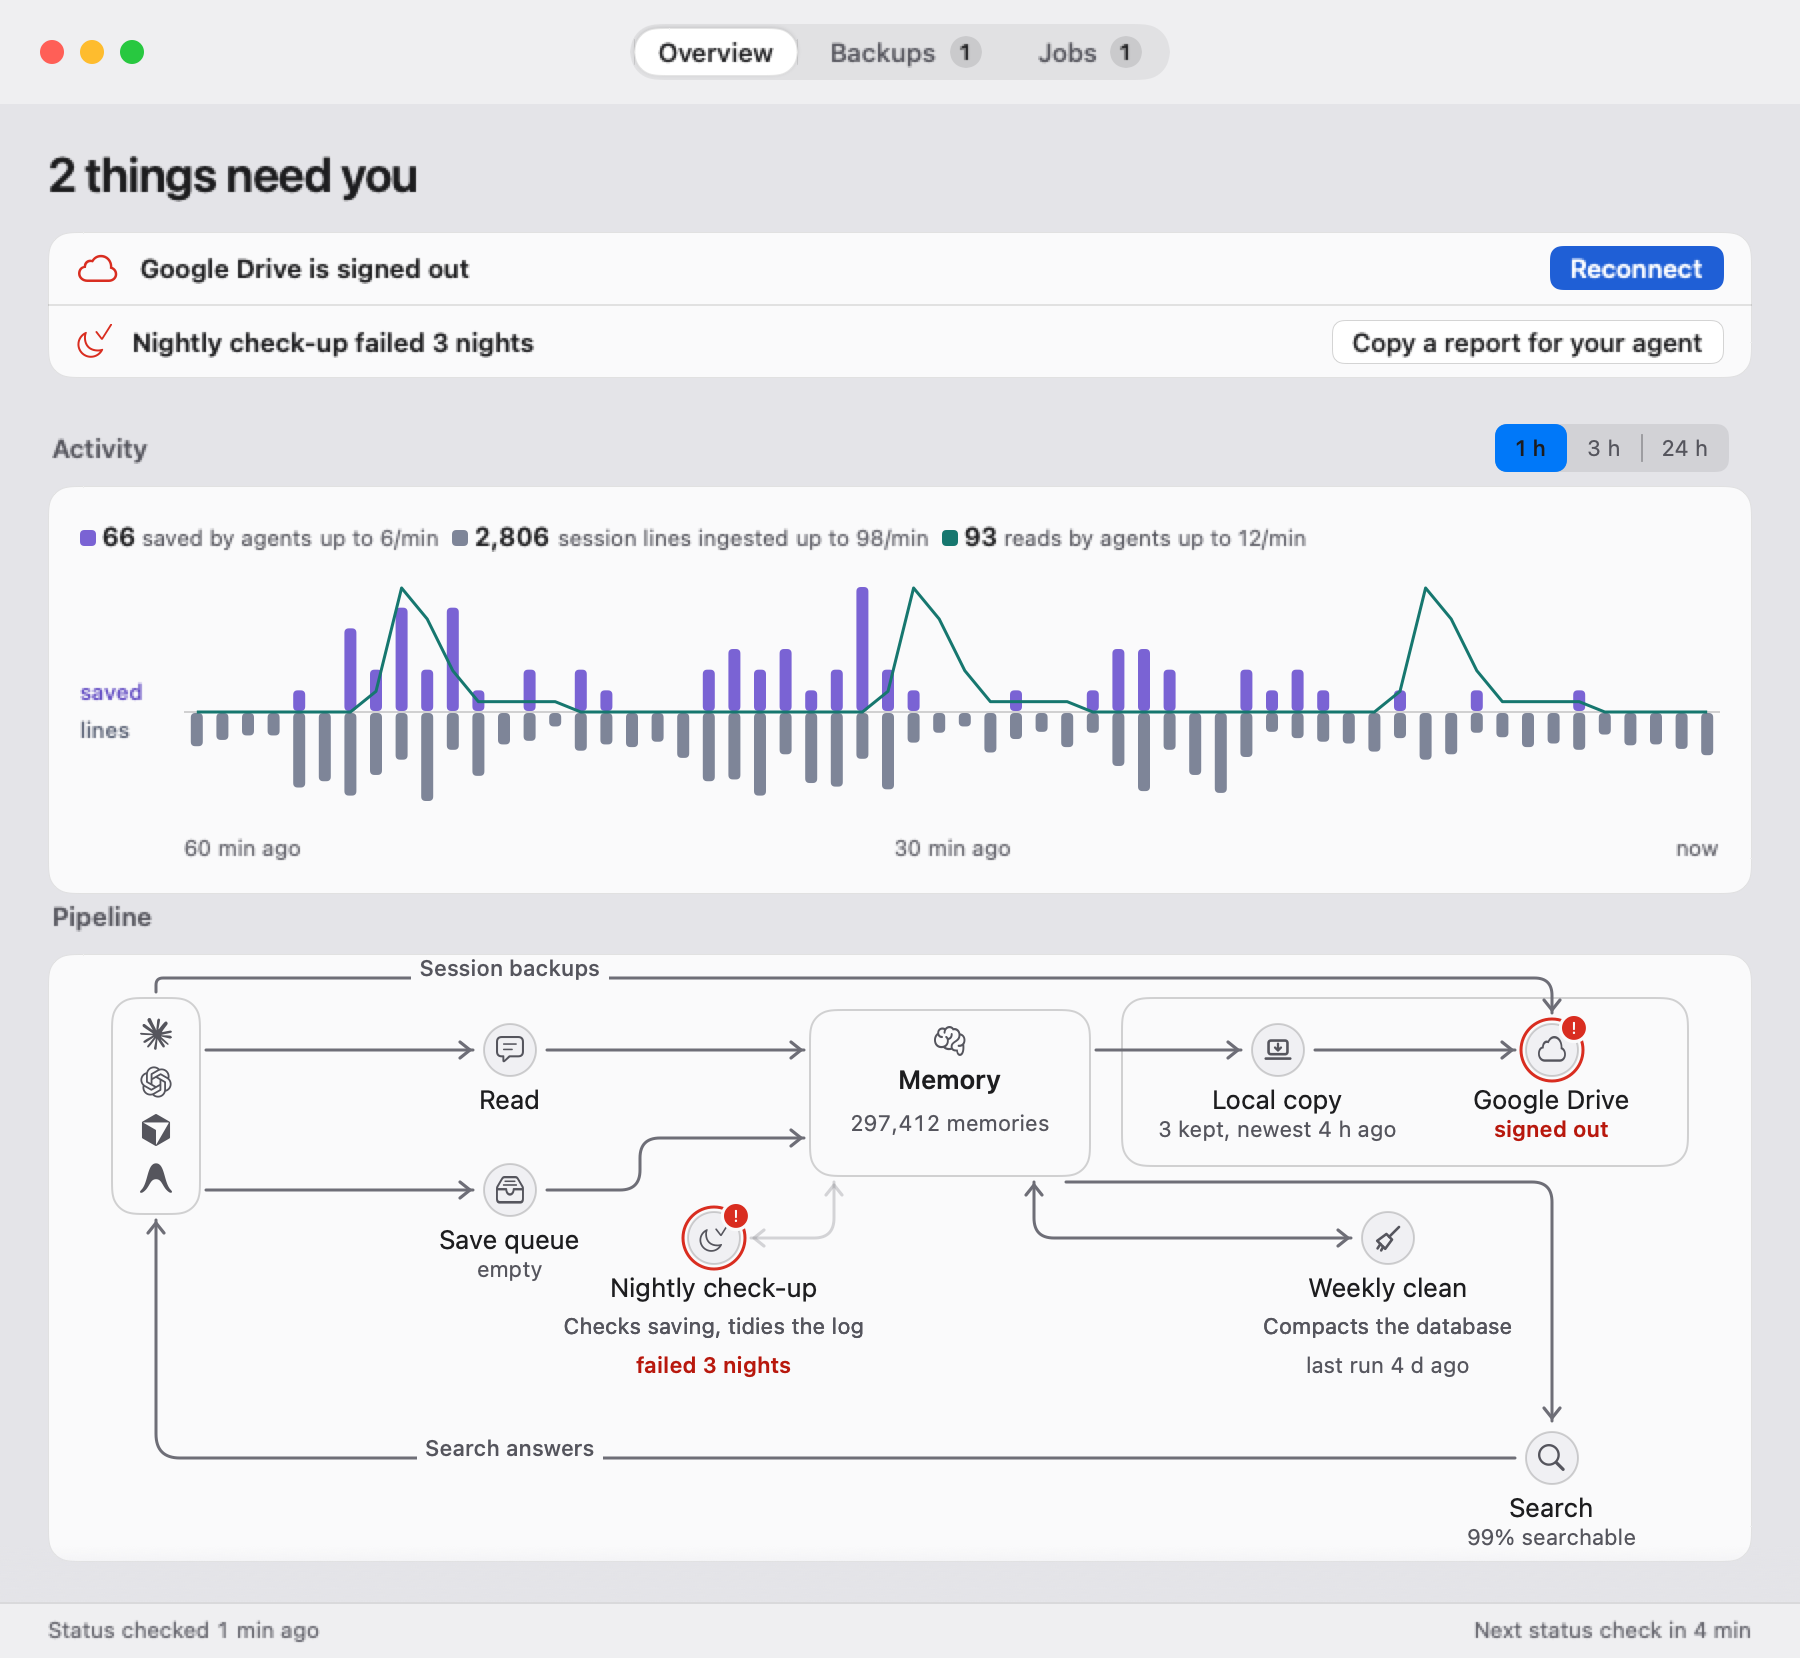 Overview Backups 1 Jobs 1
2 things need you
Google Drive is signed out Reconnect
Nightly check-up failed 3 nights Copy a report for your agent
Activity 1 h 3 h 24 h
66 saved by agents up to 6/min 2,806 session lines ingested up to 98/min 93 reads by agents up to 12/min
saved
lines
60 min ago 30 min ago now
Pipeline
Session backups
Read
Memory
297,412 memories
Local copy
3 kept, newest 4 h ago
Google Drive
signed out
Save queue
empty
Nightly check-up
Checks saving, tidies the log
failed 3 nights
Weekly clean
Compacts the database
last run 4 d ago
Search answers
Search
99% searchable
Status checked 1 min ago Next status check in 4 min